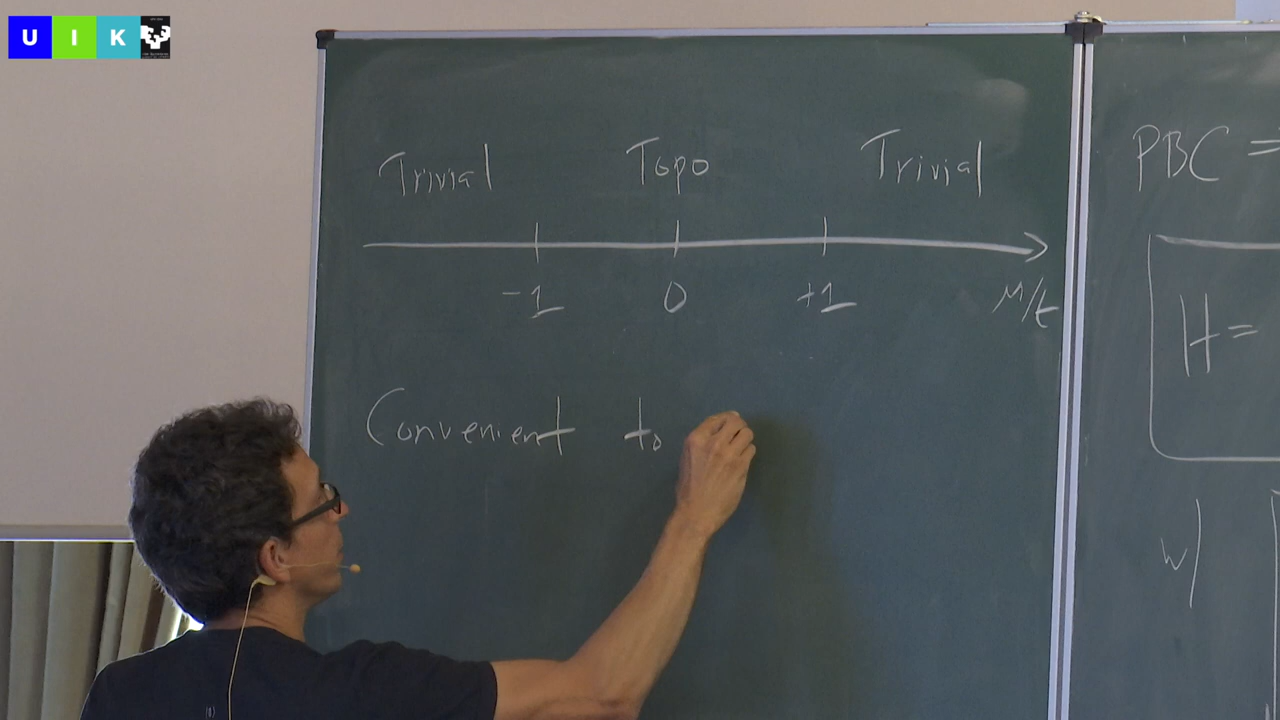 U I K
Trivial Topo Trivial
-1 0 +1 M/t
Convenient to
PBC =
H =
w/